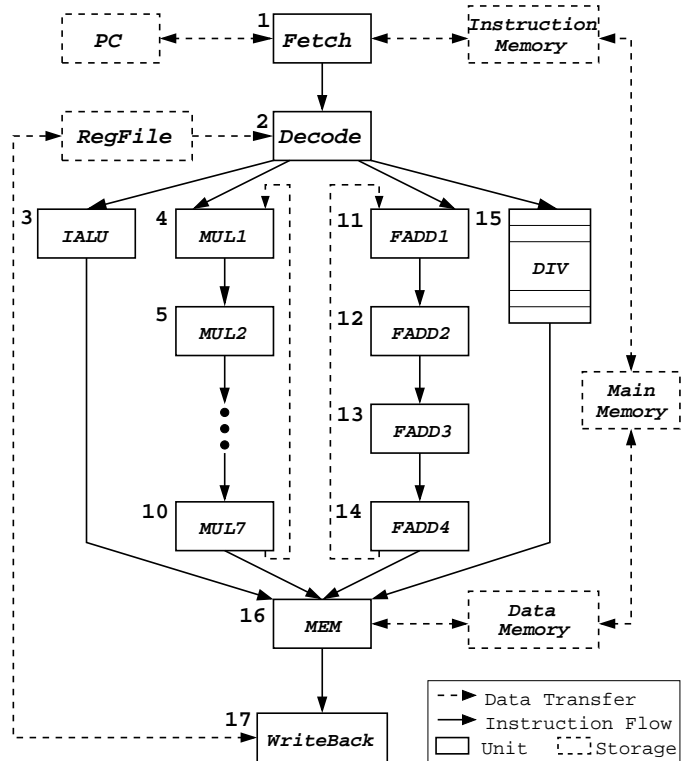 1
PC
Fetch
Instruction
Memory
2
RegFile
Decode
3
IALU
4
MUL1
11
FADD1
15
DIV
5
MUL2
12
FADD2
13
FADD3
Main
Memory
10
MUL7
14
FADD4
16
MEM
Data
Memory
17
WriteBack
Data Transfer
Instruction Flow
Unit
Storage